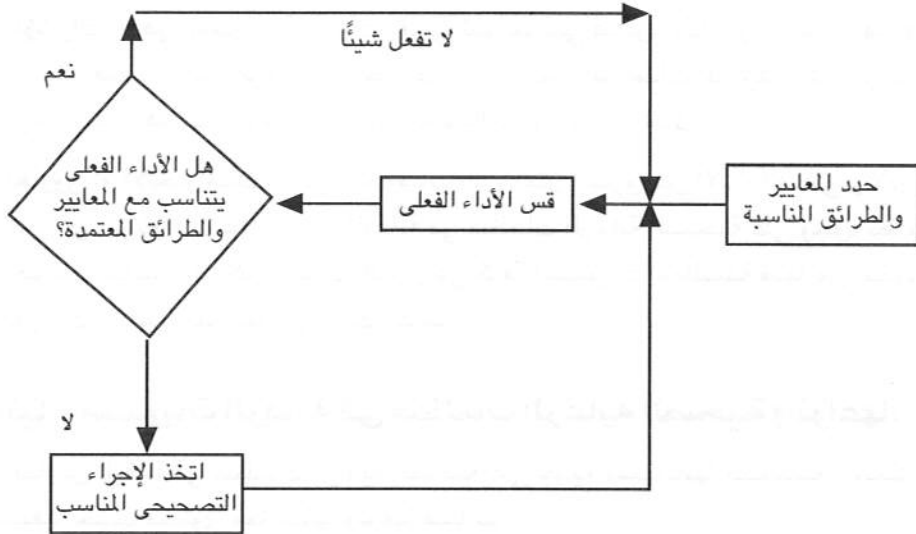 لا تفعل شيئًا
نعم
حدد المعايير
والطرائق المناسبة
قس الأداء الفعلى
هل الأداء الفعلى
يتناسب مع المعايير
والطرائق المعتمدة؟
لا
اتخذ الإجراء
التصحيحى المناسب